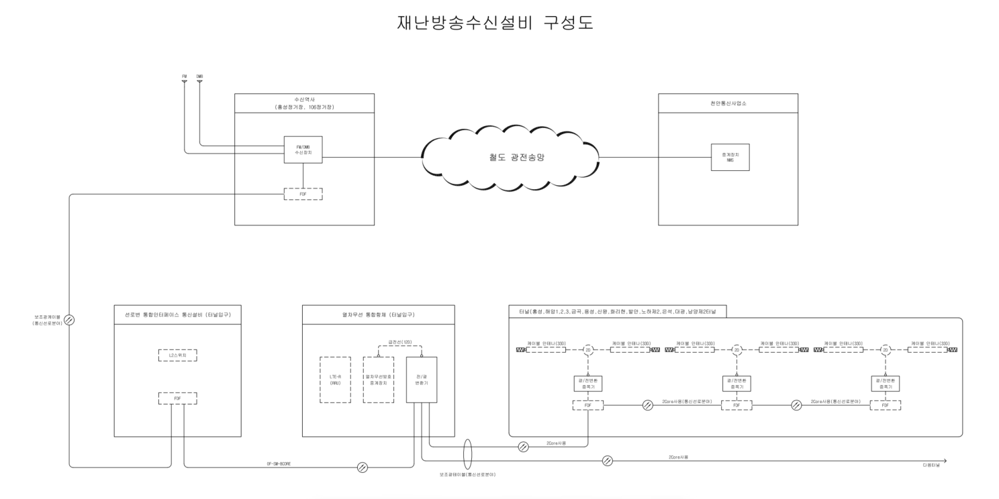 재난방송수신설비 구성도
FM
DMB
수신역사
(홍성정거장, 106정거장)
FM/DMB
수신장치
FDF
철도 광전송망
천안통신사업소
중계장치
NMS
보조광케이블
(통신선로분야)
선로변 통합인터페이스 통신설비 (터널입구)
L2스위치
FDF
OF-SM-8CORE
열차무선 통합함체 (터널입구)
급전선(12D)
LTE-R
(RRU)
열차무선방호
중계장치
전/광
변환기
보조광테이블(통신선로분야)
터널(홍성,해양1,2,3,금곡,용성,신왕,화리현,발안,노하제2,은석,대광,남양제2터널
케이블 안테나(33D)
2D
케이블 안테나(33D)
케이블 안테나(33D)
2D
케이블 안테나(33D)
케이블 안테나(33D)
2D
케이블 안테나(33D)
광/전변환
증폭기
광/전변환
증폭기
광/전변환
증폭기
FDF
2Core사용(통신선로분야)
FDF
2Core사용(통신선로분야)
FDF
2Core사용
2Core사용
다음터널